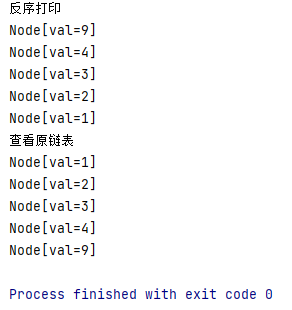 反序打印
Node[val=9]
Node[val=4]
Node[val=3]
Node[val=2]
Node[val=1]
查看原链表
Node[val=1]
Node[val=2]
Node[val=3]
Node[val=4]
Node[val=9]
Process finished with exit code 0